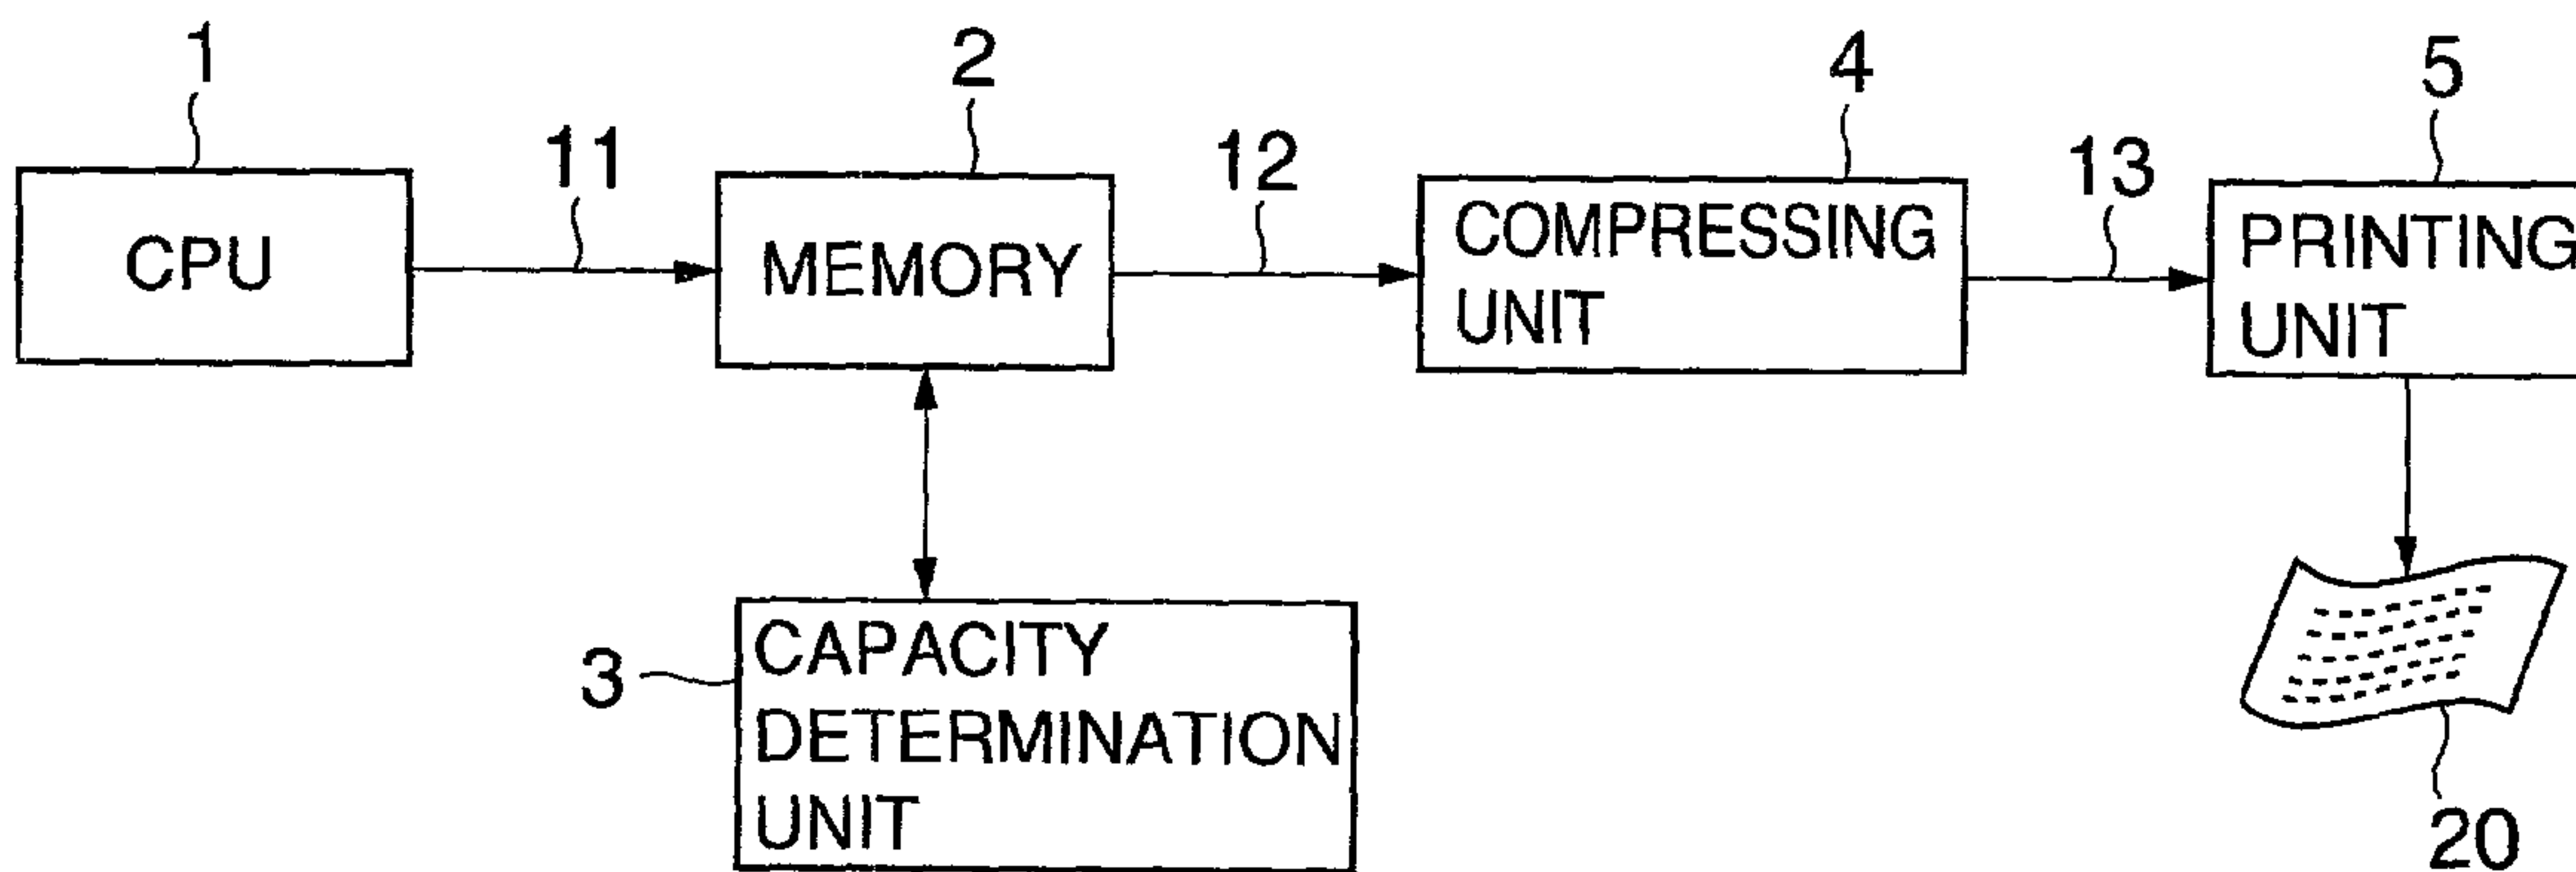 1
2
4
5
11
12
13
CPU
MEMORY
COMPRESSING
UNIT
PRINTING
UNIT
3
CAPACITY
DETERMINATION
UNIT
20